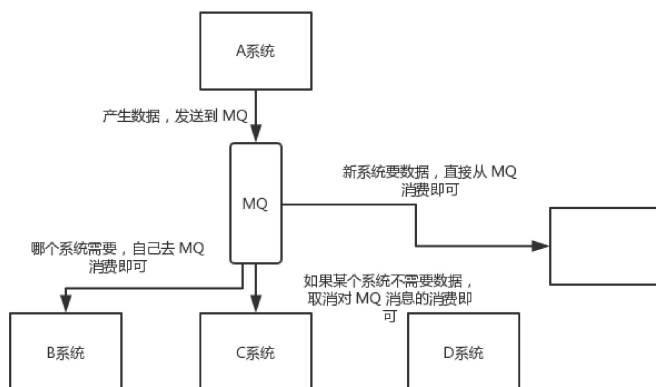 A系统
产生数据，发送到 MQ
MQ
新系统要数据，直接从 MQ
消费即可
哪个系统需要，自己去 MQ
消费即可
如果某个系统不需要数据，
取消对 MQ 消息的消费即
可
B系统
C系统
D系统